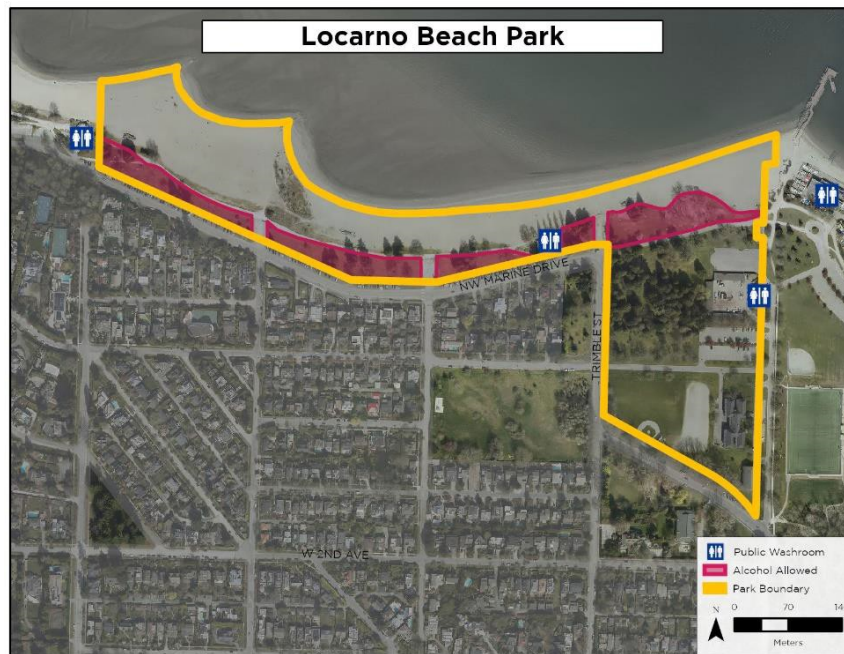 Locarno Beach Park
NW MARINE DRIVE
TRIMBLE ST
W 2ND AVE
Public Washroom
Alcohol Allowed
Park Boundary
N
0 70 14
Meters